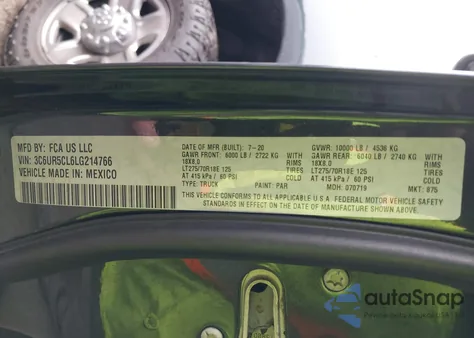 MFD BY: FCA US LLC
VIN: 3C6UR5CL6LG214766
VEHICLE MADE IN: MEXICO
DATE OF MFR (BUILT): 7-20
GAWR FRONT: 6000 LB / 2722 KG
18X8.0
LT275/70R18E 125
AT 415 kPa / 60 PSI
TYPE: TRUCK PAINT: PAR
GVWR: 10000 LB / 4536 KG
GAWR REAR: 6040 LB / 2740 KG
18X8.0 RIMS
TIRES LT275/70R18E 125 TIRES
COLD AT 415 kPa / 60 PSI COLD
MDH: 070719 MKT: 875
THIS VEHICLE CONFORMS TO ALL APPLICABLE U.S.A. FEDERAL MOTOR VEHICLE SAFETY
STANDARDS IN EFFECT ON THE DATE OF MANUFACTURE SHOWN ABOVE.
autoSnap